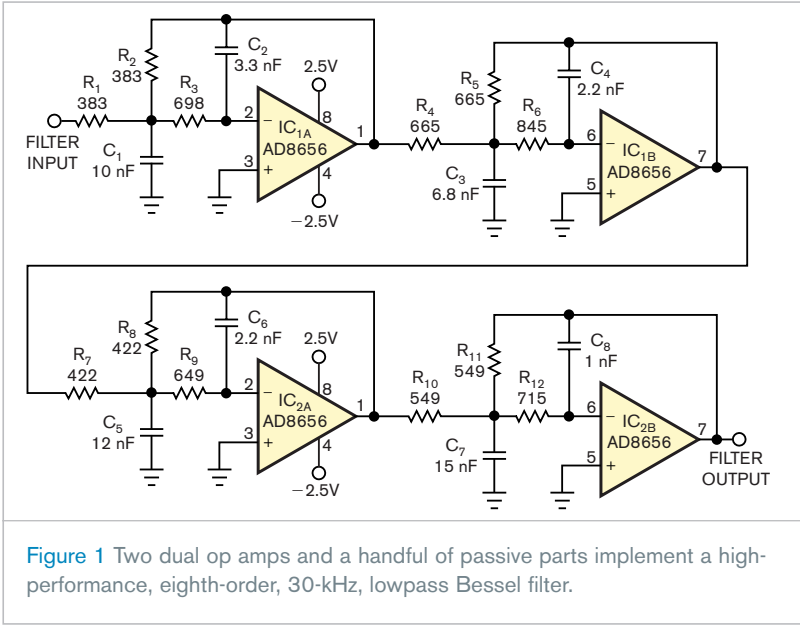 R1
383
R2
383
R3
698
C1
10 nF
C2
3.3 nF
2.5V
8
2
−
3
+
IC1A
AD8656
1
4
−2.5V
FILTER
INPUT
R4
665
R5
665
R6
845
C3
6.8 nF
C4
2.2 nF
6
−
5
+
IC1B
AD8656
7
R7
422
R8
422
R9
649
C5
12 nF
C6
2.2 nF
2.5V
8
2
−
3
+
IC2A
AD8656
1
4
−2.5V
R10
549
R11
549
R12
715
C7
15 nF
C8
1 nF
6
−
5
+
IC2B
AD8656
7
FILTER
OUTPUT
Figure 1 Two dual op amps and a handful of passive parts implement a high-
performance, eighth-order, 30-kHz, lowpass Bessel filter.